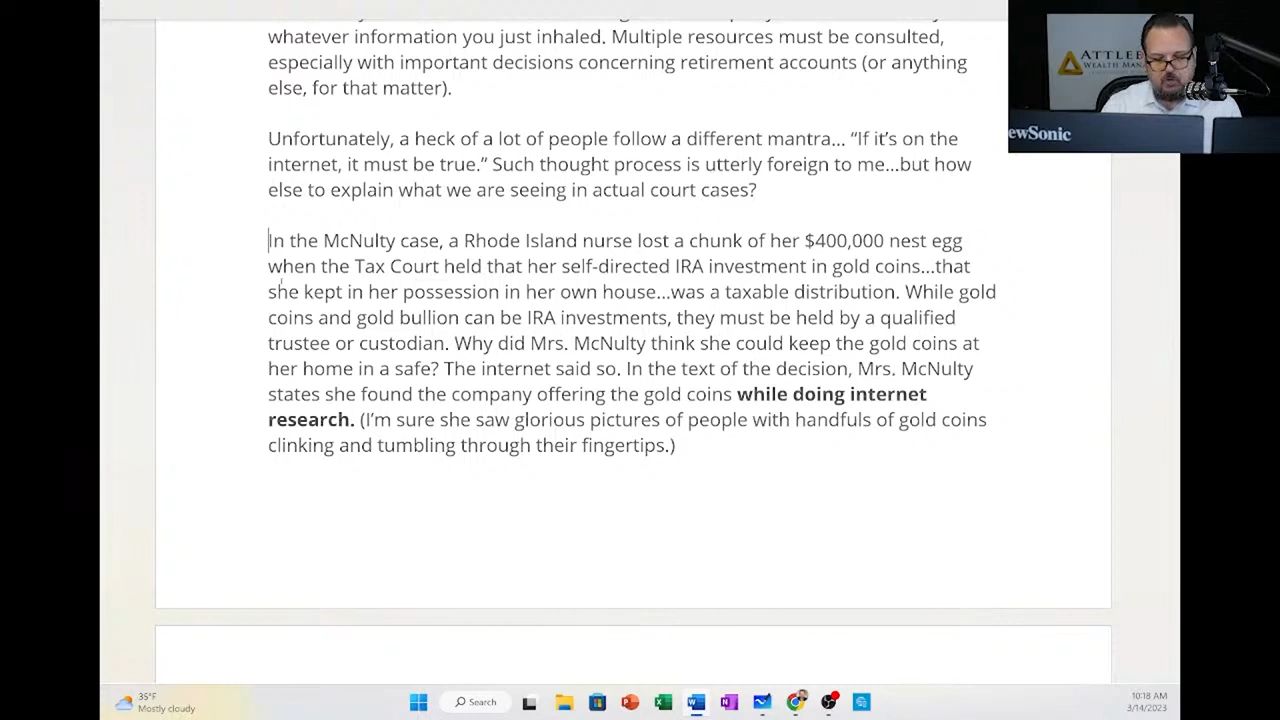 whatever information you just inhaled. Multiple resources must be consulted,
especially with important decisions concerning retirement accounts (or anything
else, for that matter).
Unfortunately, a heck of a lot of people follow a different mantra... “If it’s on the
internet, it must be true.” Such thought process is utterly foreign to me...but how
else to explain what we are seeing in actual court cases?
In the McNulty case, a Rhode Island nurse lost a chunk of her $400,000 nest egg
when the Tax Court held that her self-directed IRA investment in gold coins...that
she kept in her possession in her own house...was a taxable distribution. While gold
coins and gold bullion can be IRA investments, they must be held by a qualified
trustee or custodian. Why did Mrs. McNulty think she could keep the gold coins at
her home in a safe? The internet said so. In the text of the decision, Mrs. McNulty
states she found the company offering the gold coins while doing internet
research. (I’m sure she saw glorious pictures of people with handfuls of gold coins
clinking and tumbling through their fingertips.)
ATTLEB
WEALTH MANA
ewSonic
35°F
Mostly cloudy
Search
10:18 AM
3/14/2023